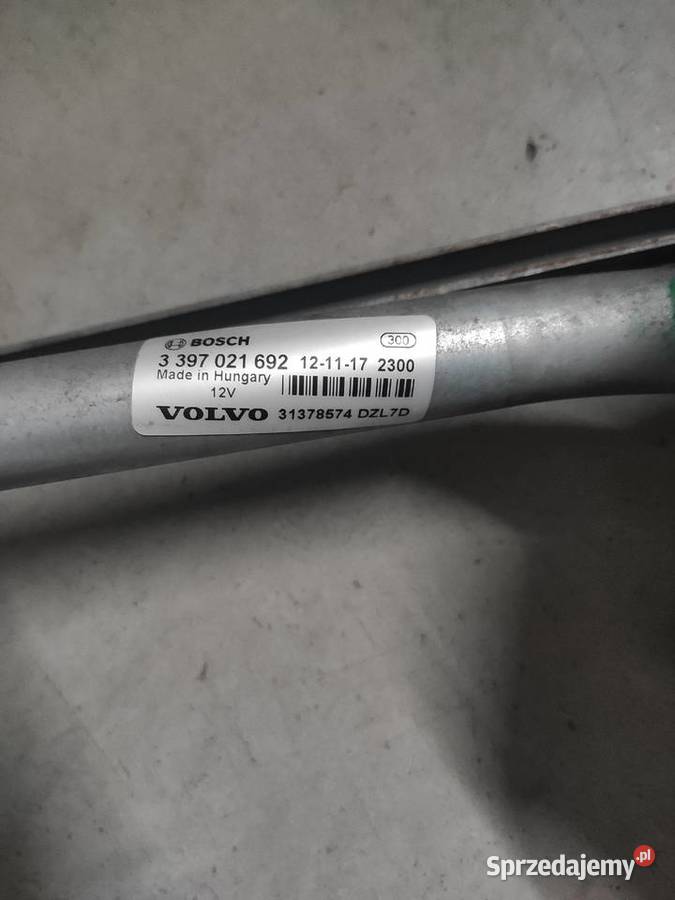 BOSCH 300
3 397 021 692 12-11-17 2300
Made in Hungary
12V
VOLVO 31378574 DZL7D
Sprzedajemy.pl